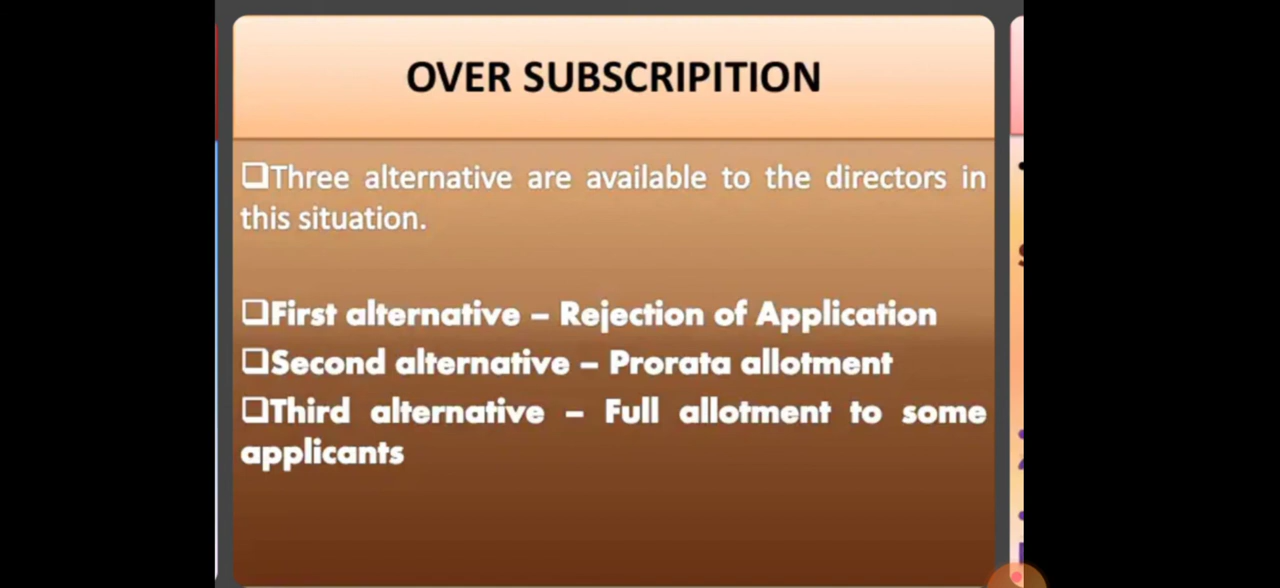 OVER SUBSCRIPITION
❑Three alternative are available to the directors in
this situation.
❑First alternative – Rejection of Application
❑Second alternative – Prorata allotment
❑Third alternative – Full allotment to some
applicants